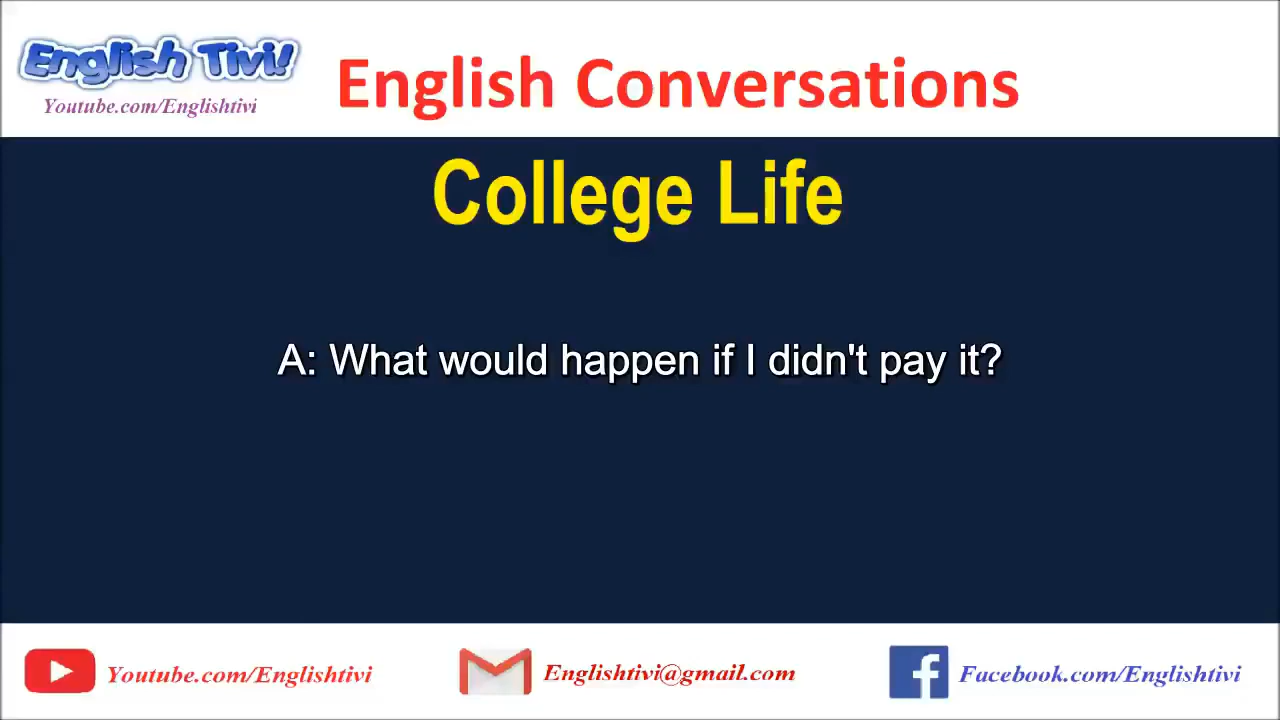 English Tivi!
Youtube.com/Englishtivi
English Conversations
College Life
A: What would happen if I didn't pay it?
Youtube.com/Englishtivi
Englishtivi@gmail.com
Facebook.com/Englishtivi